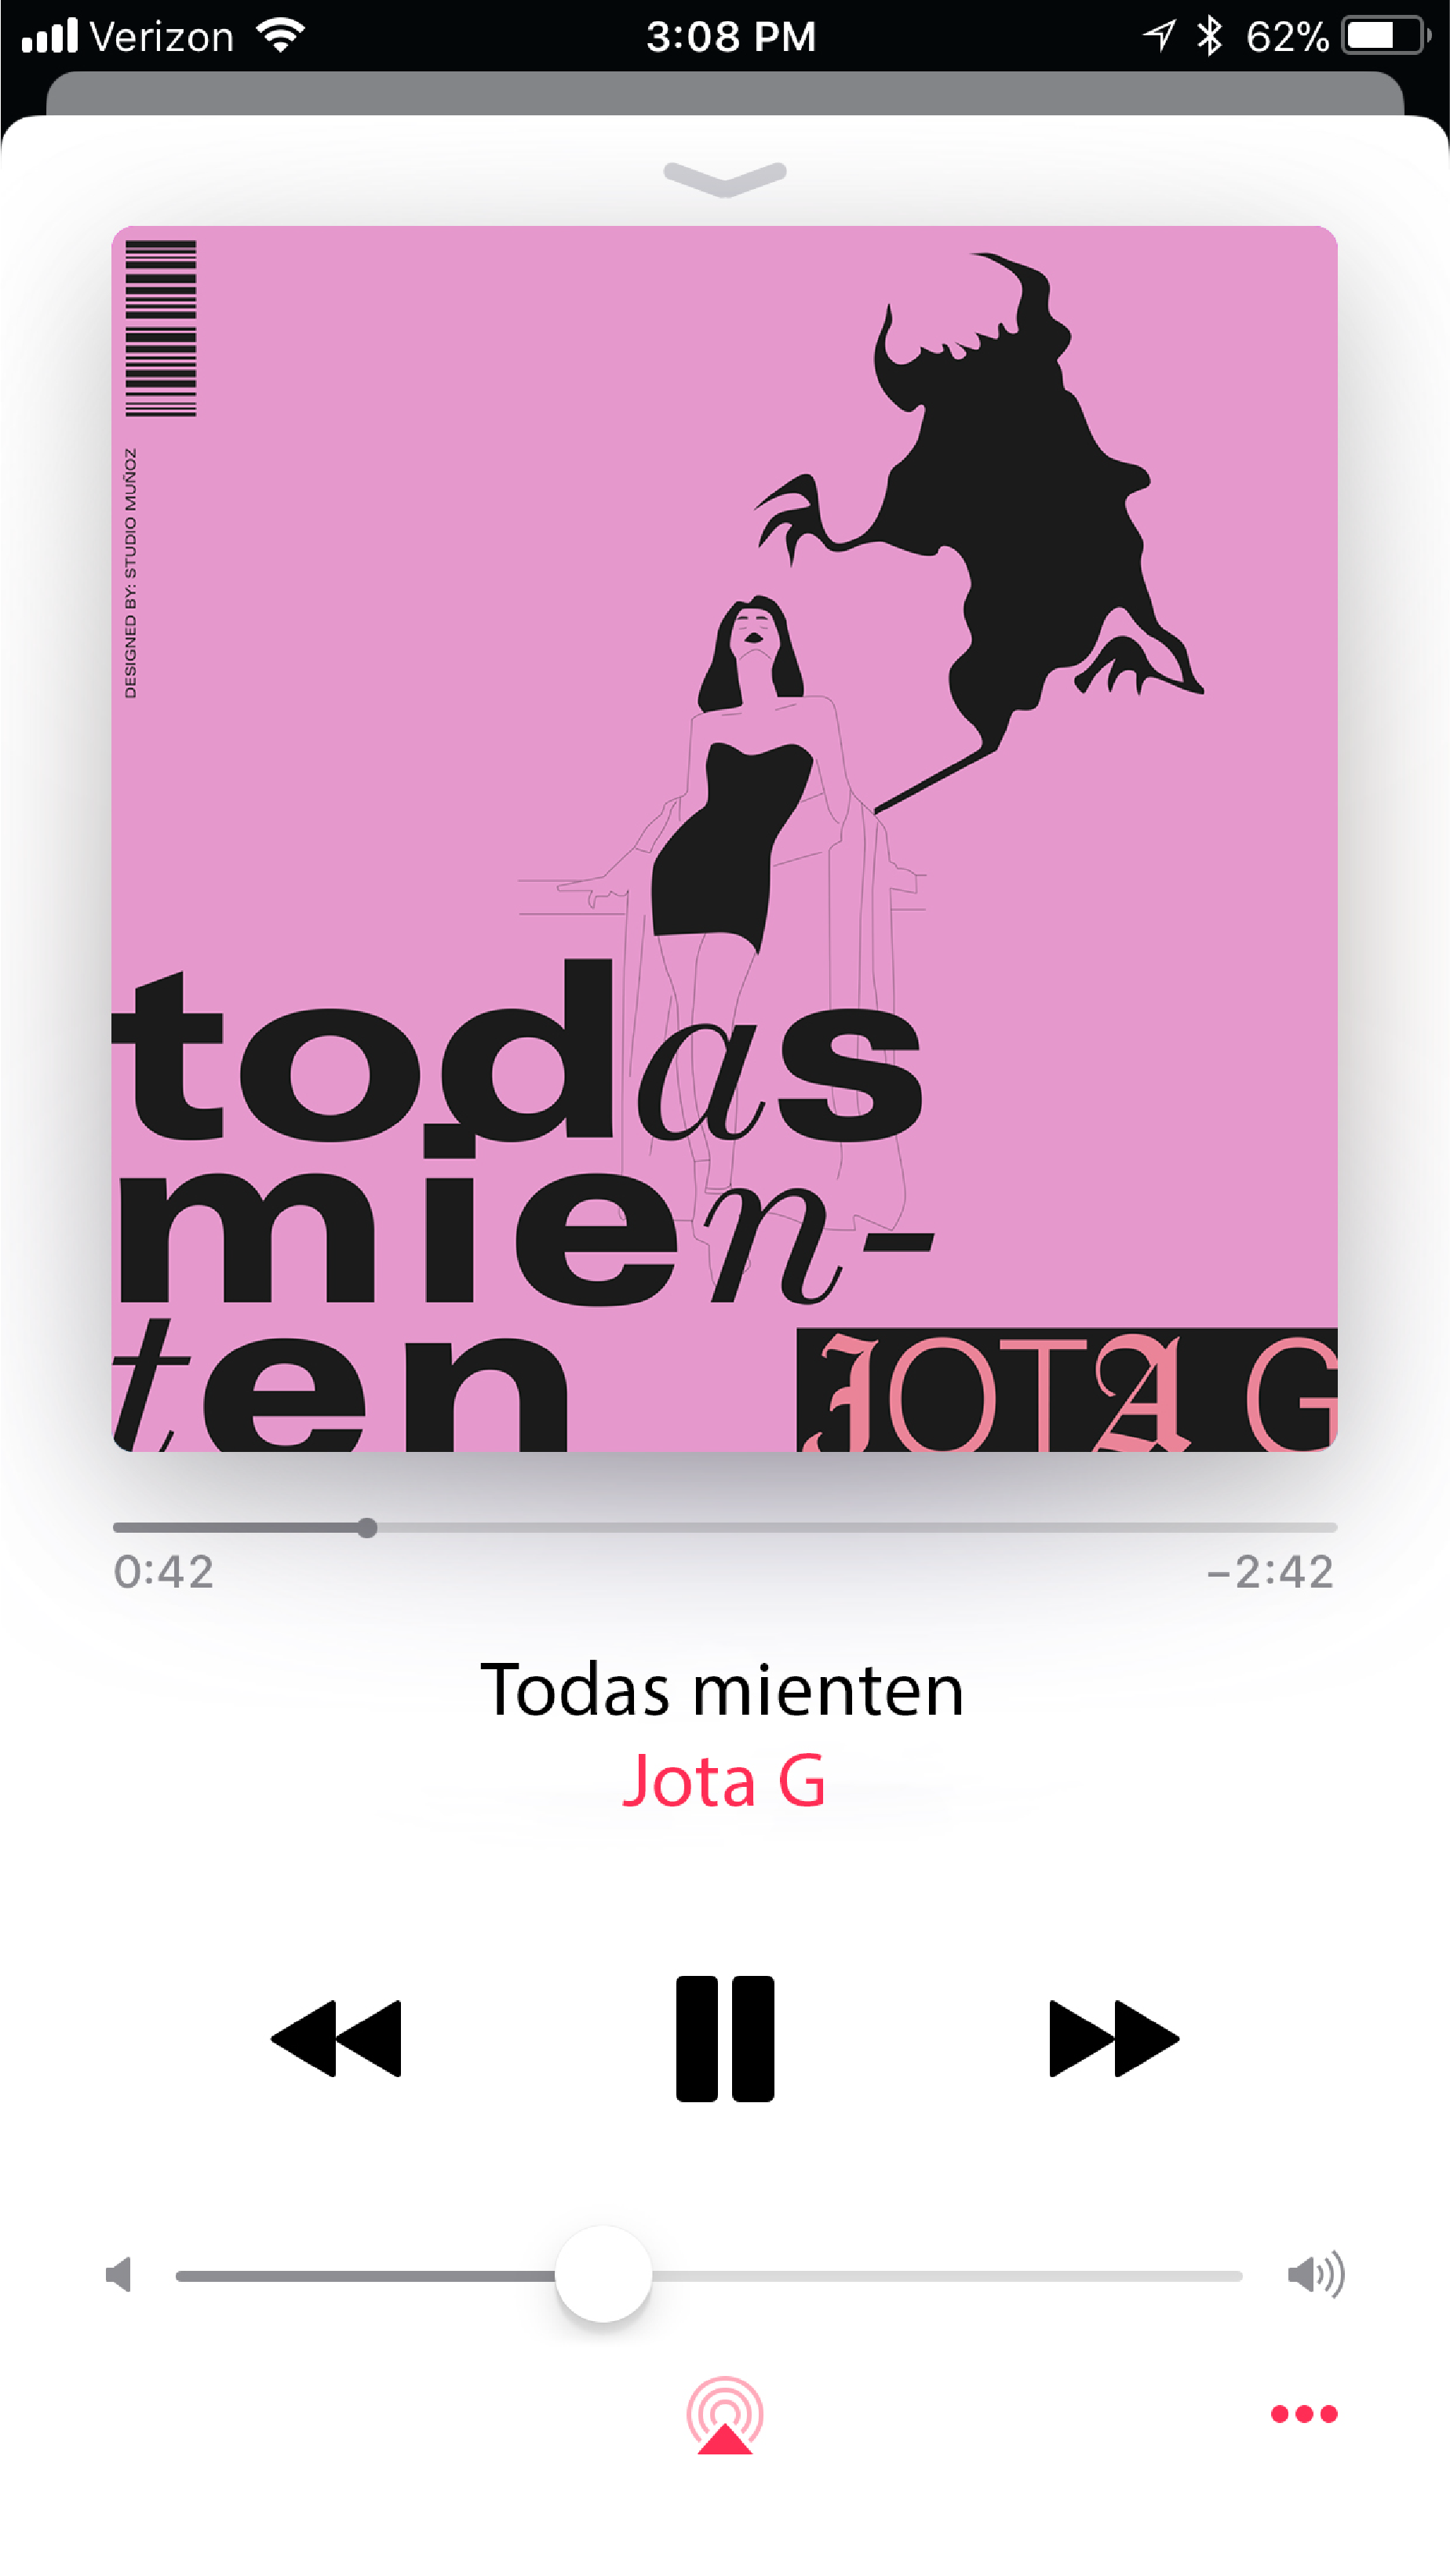 Verizon 3:08 PM 62%
DESIGNED BY: STUDIO MUÑOZ
todas
mien-
ten
JOTA G
0:42 −2:42
Todas mienten
Jota G